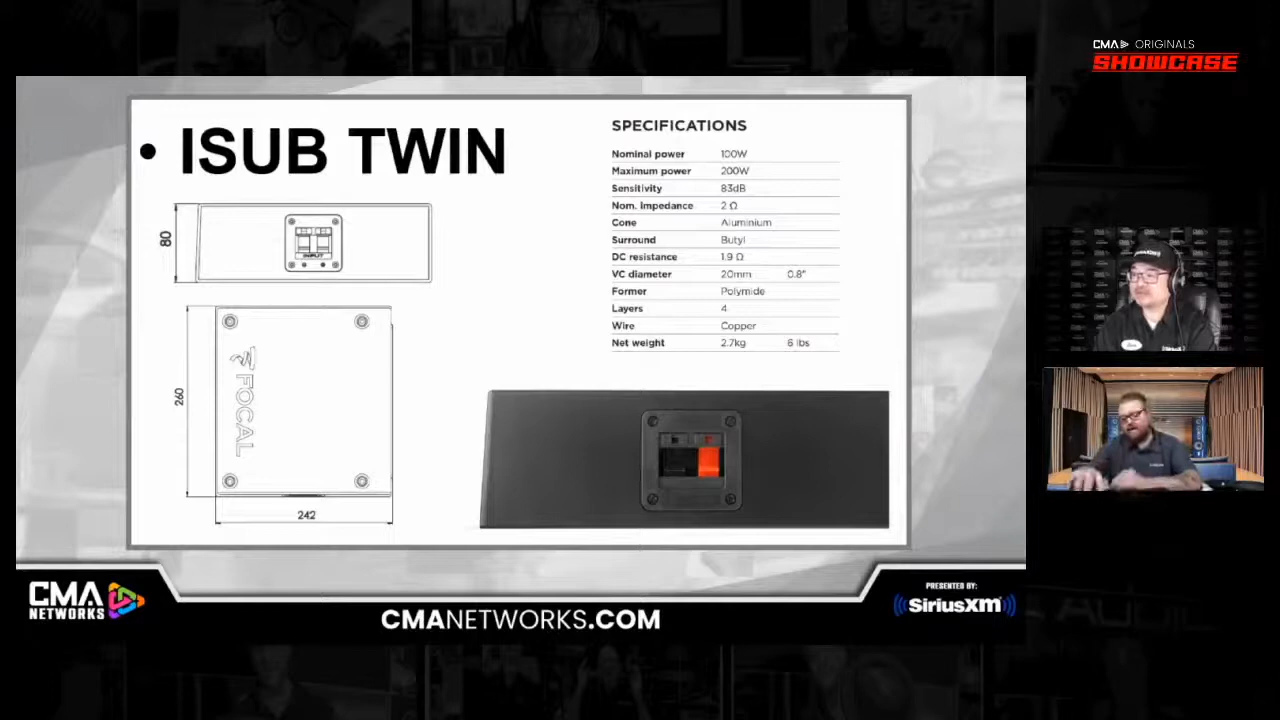 CMA ORIGINALS
SHOWCASE
• ISUB TWIN
80
INPUT
260
FOCAL
242
SPECIFICATIONS
Nominal power 100W
Maximum power 200W
Sensitivity 83dB
Nom. Impedance 2 Ω
Cone Aluminium
Surround Butyl
DC resistance 1.9 Ω
VC diameter 20mm 0.8"
Former Polymide
Layers 4
Wire Copper
Net weight 2.7kg 6 lbs
CMA
NETWORKS
CMANETWORKS.COM
PRESENTED BY:
SiriusXM